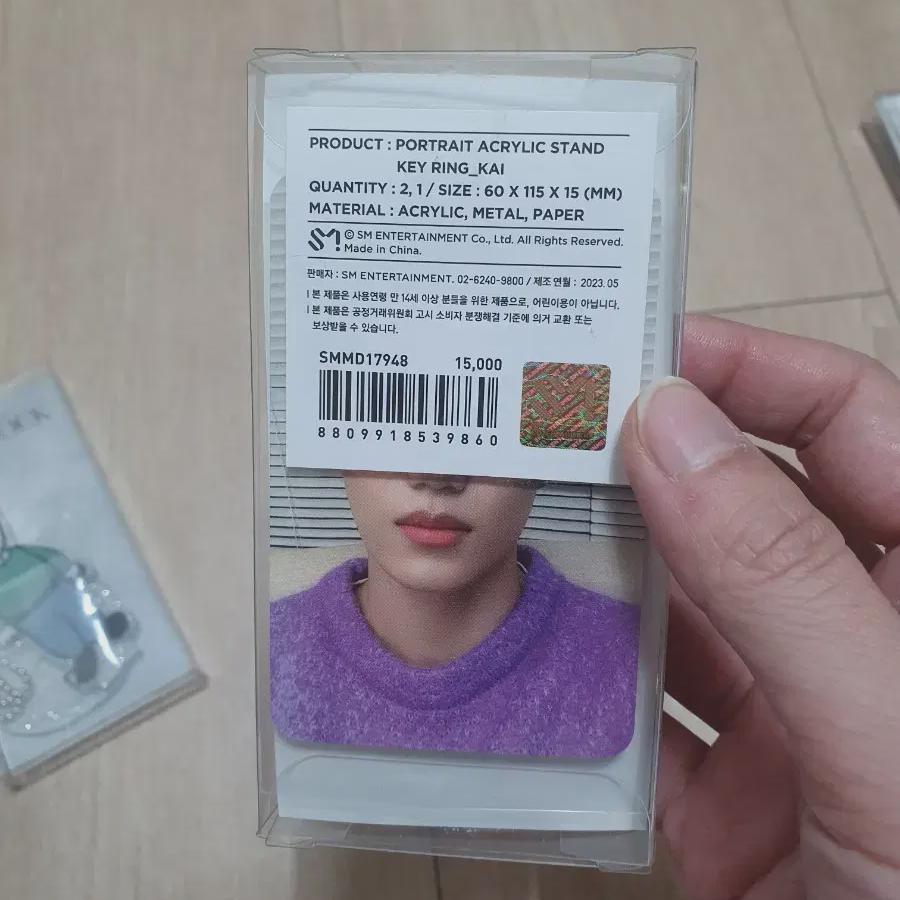 PRODUCT : PORTRAIT ACRYLIC STAND
KEY RING_KAI
QUANTITY : 2, 1 / SIZE : 60 X 115 X 15 (MM)
MATERIAL : ACRYLIC, METAL, PAPER
SM © SM ENTERTAINMENT Co., Ltd. All Rights Reserved.
Made in China.
판매자 : SM ENTERTAINMENT. 02-6240-9800 / 제조 연월 : 2023. 05
l 본 제품은 사용연령 만 14세 이상 분들을 위한 제품으로, 어린이용이 아닙니다.
l 본 제품은 공정거래위원회 고시 소비자 분쟁해결 기준에 의거 교환 또는
보상받을 수 있습니다.
SMMD17948 15,000
8809918539860